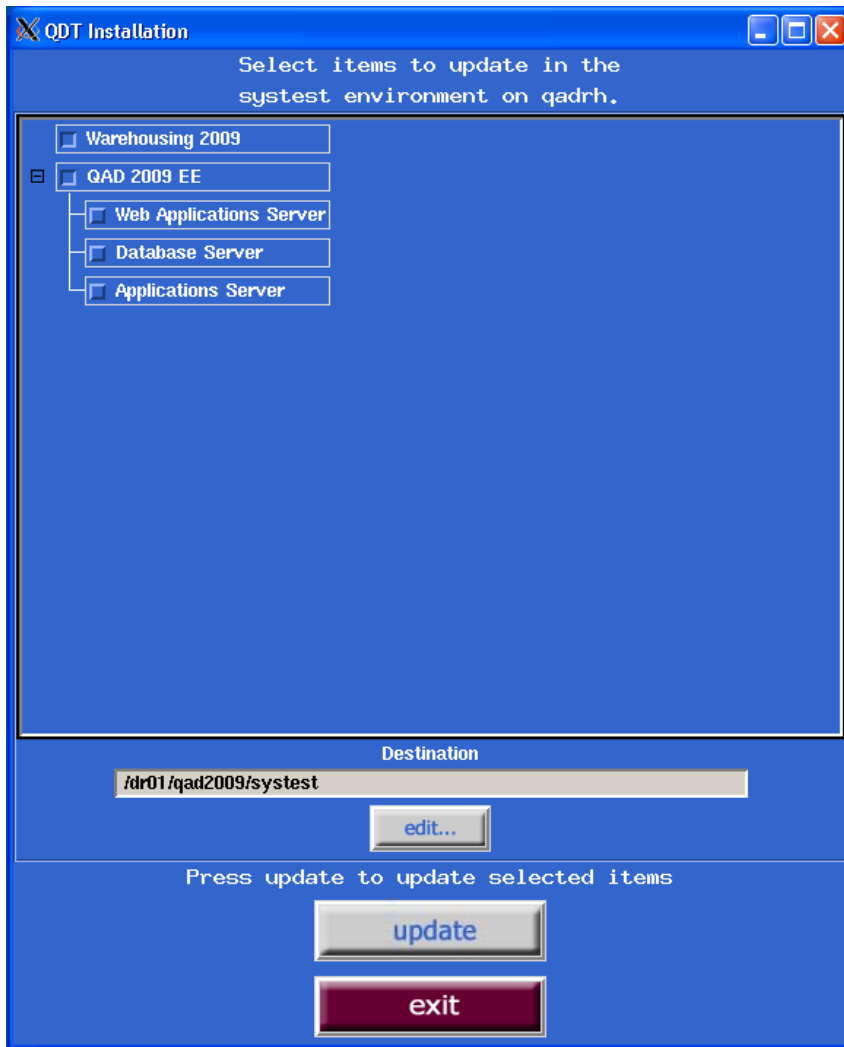 QDT Installation
Select items to update in the
systest environment on qadrh.
Warehousing 2009
QAD 2009 EE
Web Applications Server
Database Server
Applications Server
Destination
/dr01/qad2009/systest
edit...
Press update to update selected items
update
exit